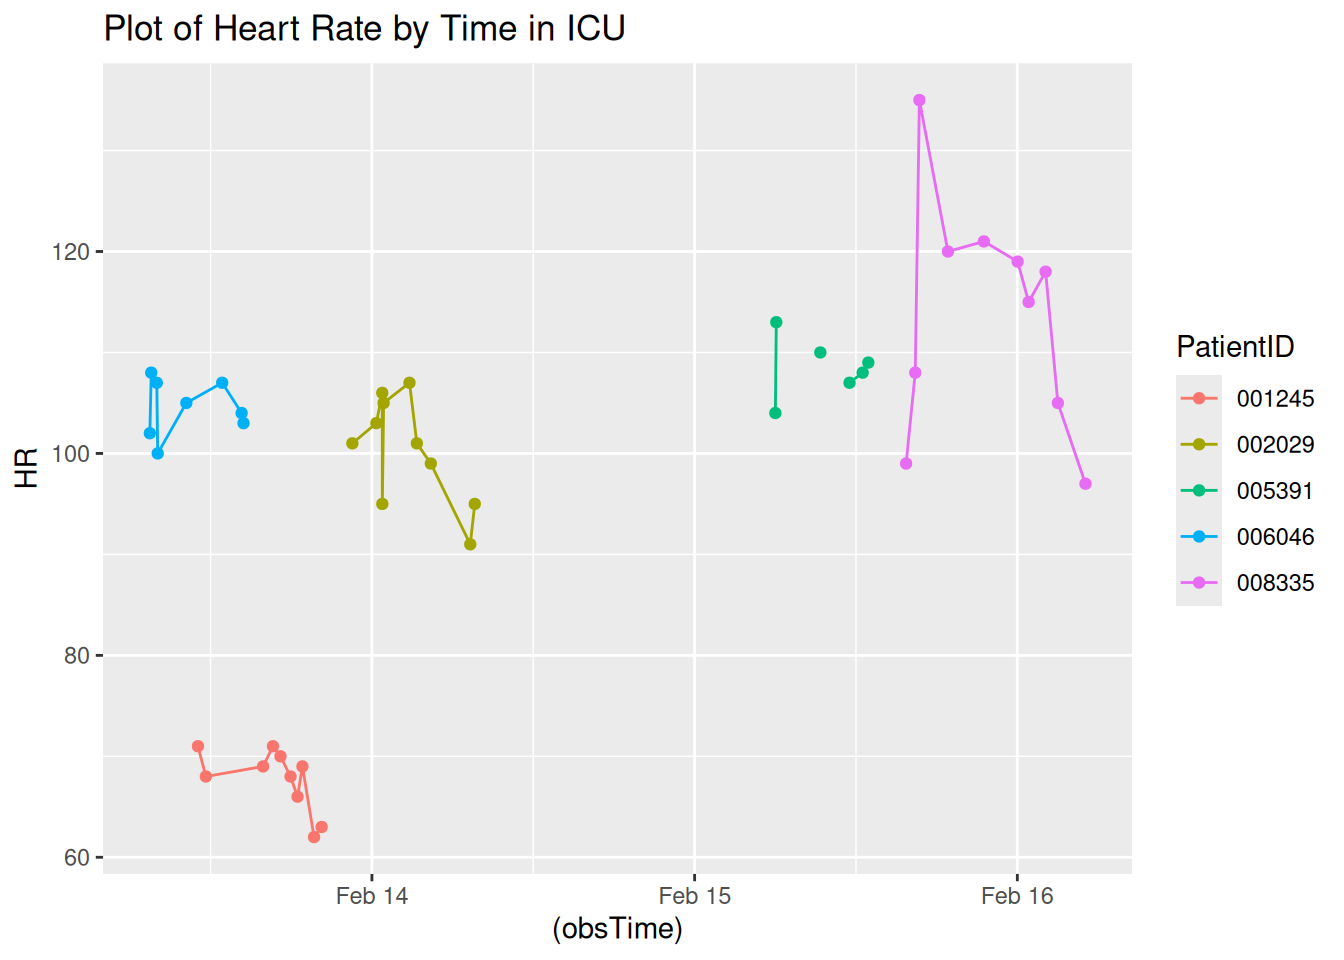 Plot of Heart Rate by Time in ICU
HR
120
100
80
60
Feb 14
Feb 15
Feb 16
(obsTime)
PatientID
001245
002029
005391
006046
008335